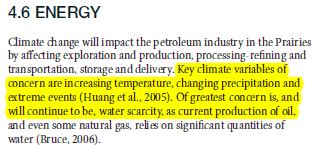 4.6 ENERGY
Climate change will impact the petroleum industry in the Prairies
by affecting exploration and production, processing-refining and
transportation, storage and delivery. Key climate variables of
concern are increasing temperature, changing precipitation and
extreme events (Huang et al., 2005). Of greatest concern is, and
will continue to be, water scarcity, as current production of oil,
and even some natural gas, relies on significant quantities of
water (Bruce, 2006).